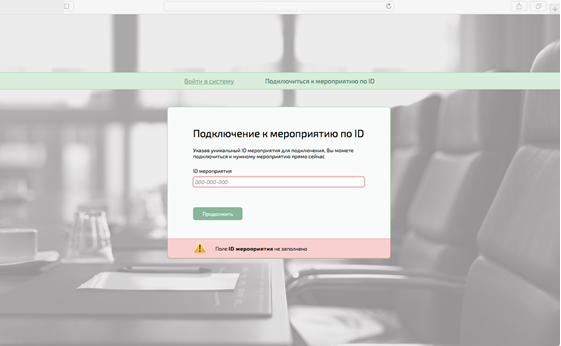 Войти в систему
Подключиться к мероприятию по ID
Подключение к мероприятию по ID
Указав уникальный ID мероприятия для подключения, Вы можете
подключиться к нужному мероприятию прямо сейчас
ID мероприятия
000-000-000
Продолжить
Поле ID мероприятия не заполнено